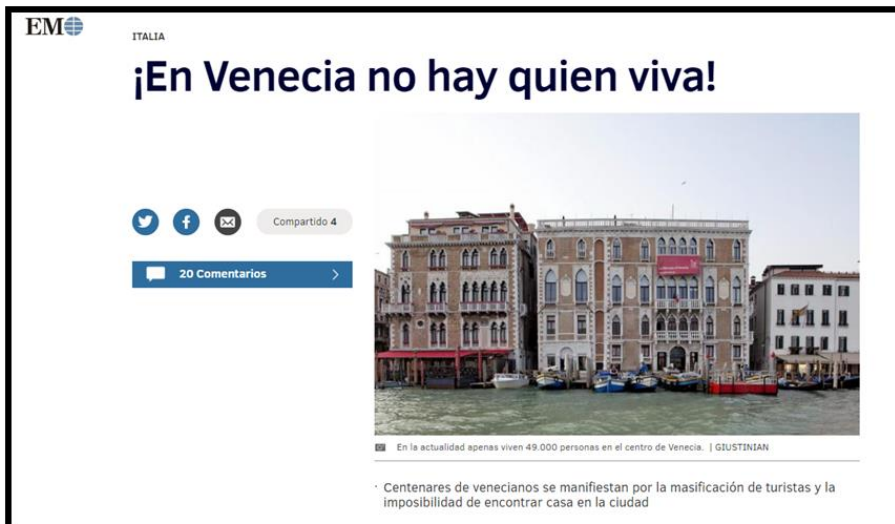 EM
ITALIA
¡En Venecia no hay quien viva!
Compartido 4
20 Comentarios
En la actualidad apenas viven 49.000 personas en el centro de Venecia. | GIUSTINIAN
· Centenares de venecianos se manifiestan por la masificación de turistas y la
imposibilidad de encontrar casa en la ciudad